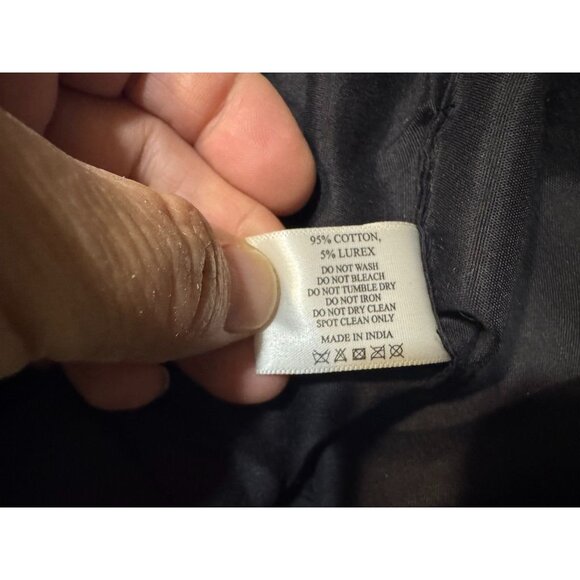 95% COTTON,
5% LUREX
DO NOT WASH
DO NOT BLEACH
DO NOT TUMBLE DRY
DO NOT IRON
DO NOT DRY CLEAN
SPOT CLEAN ONLY
MADE IN INDIA